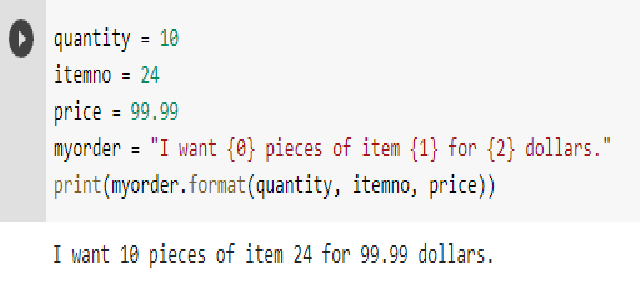 quantity = 10
itemno = 24
price = 99.99
myorder = "I want {0} pieces of item {1} for {2} dollars."
print(myorder.format(quantity, itemno, price))
I want 10 pieces of item 24 for 99.99 dollars.